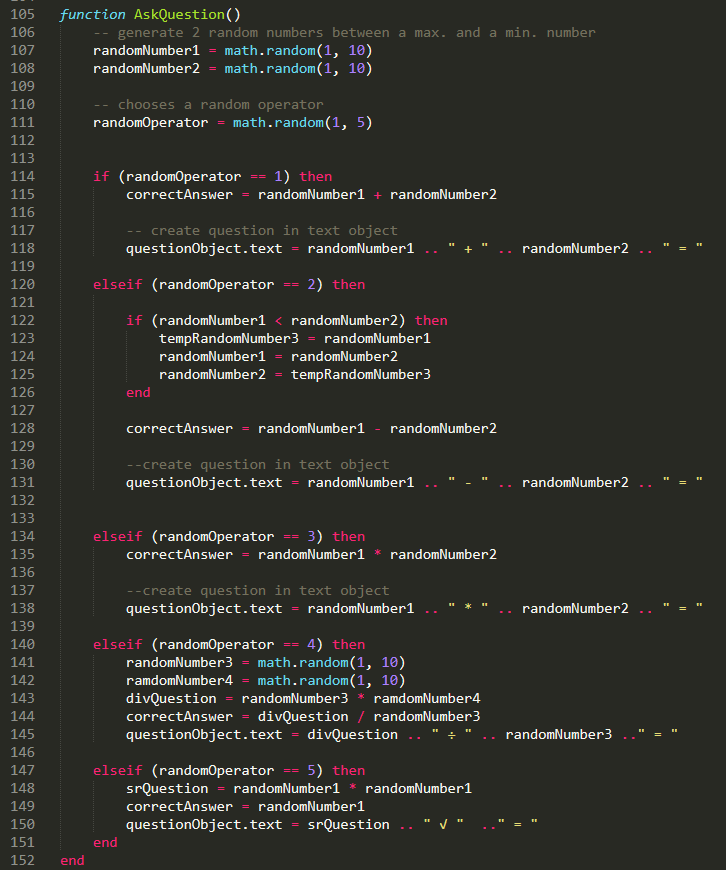 105 function AskQuestion()
106 -- generate 2 random numbers between a max. and a min. number
107 randomNumber1 = math.random(1, 10)
108 randomNumber2 = math.random(1, 10)
109
110 -- chooses a random operator
111 randomOperator = math.random(1, 5)
112
113
114 if (randomOperator == 1) then
115 correctAnswer = randomNumber1 + randomNumber2
116
117 -- create question in text object
118 questionObject.text = randomNumber1 .. " + " .. randomNumber2 .. " = "
119
120 elseif (randomOperator == 2) then
121
122 if (randomNumber1 < randomNumber2) then
123 tempRandomNumber3 = randomNumber1
124 randomNumber1 = randomNumber2
125 randomNumber2 = tempRandomNumber3
126 end
127
128 correctAnswer = randomNumber1 - randomNumber2
129
130 --create question in text object
131 questionObject.text = randomNumber1 .. " - " .. randomNumber2 .. " = "
132
133
134 elseif (randomOperator == 3) then
135 correctAnswer = randomNumber1 * randomNumber2
136
137 --create question in text object
138 questionObject.text = randomNumber1 .. " * " .. randomNumber2 .. " = "
139
140 elseif (randomOperator == 4) then
141 randomNumber3 = math.random(1, 10)
142 ramdomNumber4 = math.random(1, 10)
143 divQuestion = randomNumber3 * ramdomNumber4
144 correctAnswer = divQuestion / randomNumber3
145 questionObject.text = divQuestion .. " ÷ " .. randomNumber3 .." = "
146
147 elseif (randomOperator == 5) then
148 srQuestion = randomNumber1 * randomNumber1
149 correctAnswer = randomNumber1
150 questionObject.text = srQuestion .. " √ "  .." = "
151 end
152 end